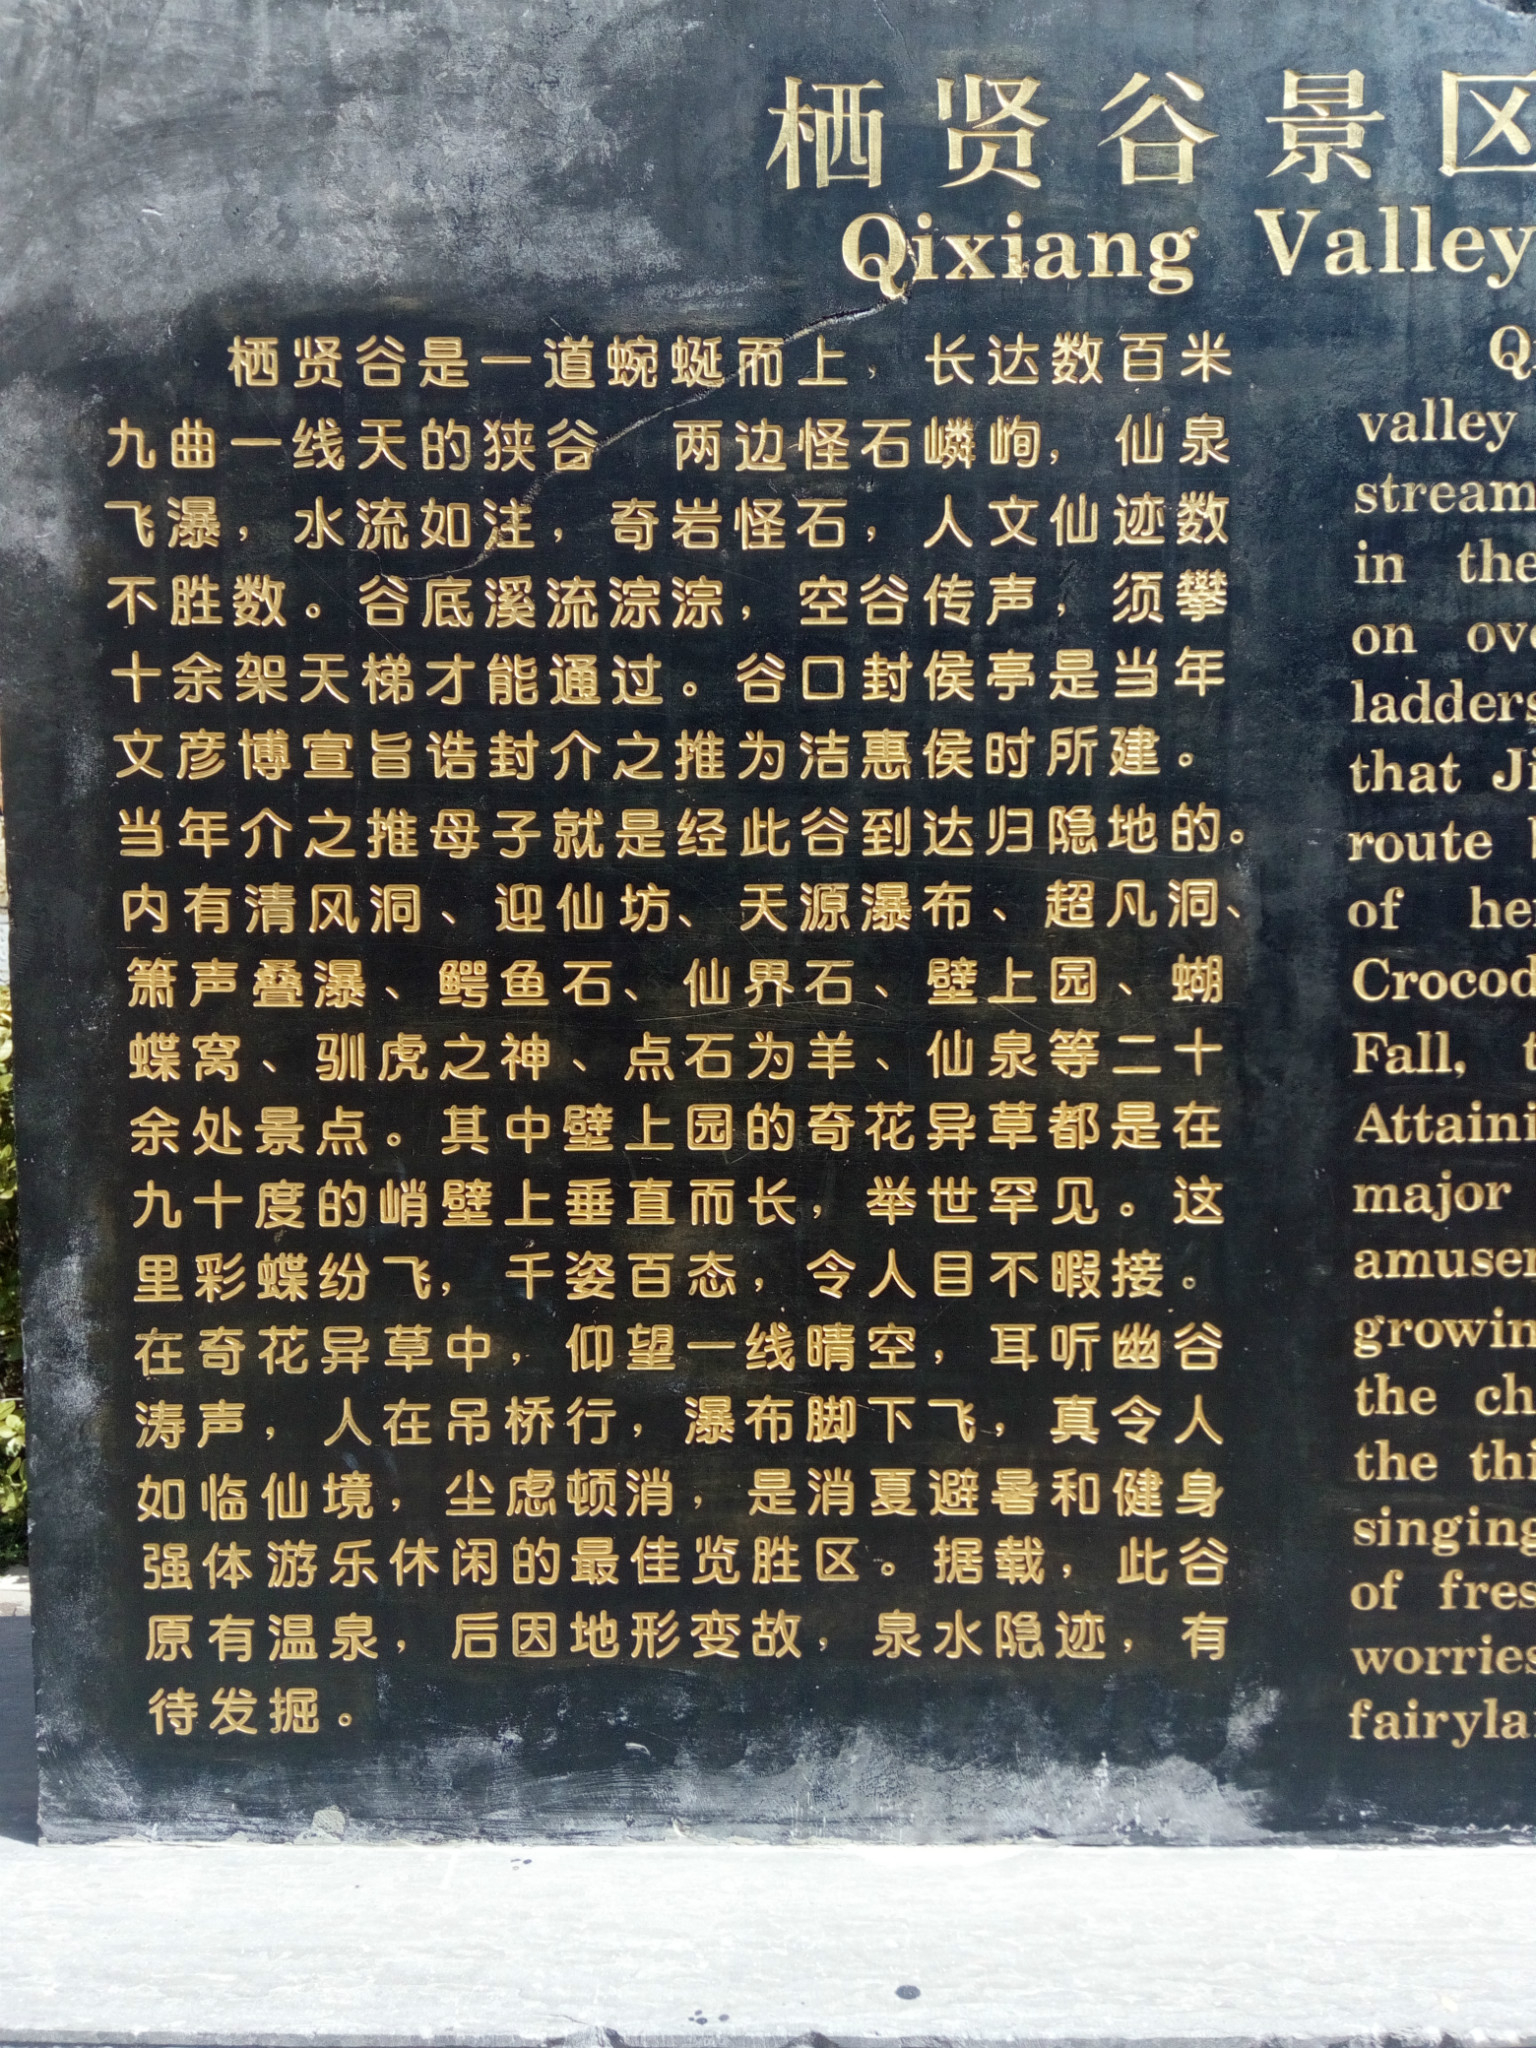 栖贤谷景区
Qixiang Valley
栖贤谷是一道蜿蜒而上，长达数百米
九曲一线天的狭谷 两边怪石嶙峋，仙泉
飞瀑，水流如注，奇岩怪石，人文仙迹数
不胜数。谷底溪流淙淙，空谷传声，须攀
十余架天梯才能通过。谷口封侯亭是当年
文彦博宣旨诰封介之推为洁惠侯时所建。
当年介之推母子就是经此谷到达归隐地的。
内有清风洞、迎仙坊、天源瀑布、超凡洞、
箫声叠瀑、鳄鱼石、仙界石、壁上园、蝴
蝶窝、驯虎之神、点石为羊、仙泉等二十
余处景点。其中壁上园的奇花异草都是在
九十度的峭壁上垂直而长，举世罕见。这
里彩蝶纷飞，千姿百态，令人目不暇接。
在奇花异草中，仰望一线晴空，耳听幽谷
涛声，人在吊桥行，瀑布脚下飞，真令人
如临仙境，尘虑顿消，是消夏避暑和健身
强体游乐休闲的最佳览胜区。据载，此谷
原有温泉，后因地形变故，泉水隐迹，有
待发掘。
valley
stream
in the
on
ladders
that
route
of
Fall,
major
the
the
singing
of
worries